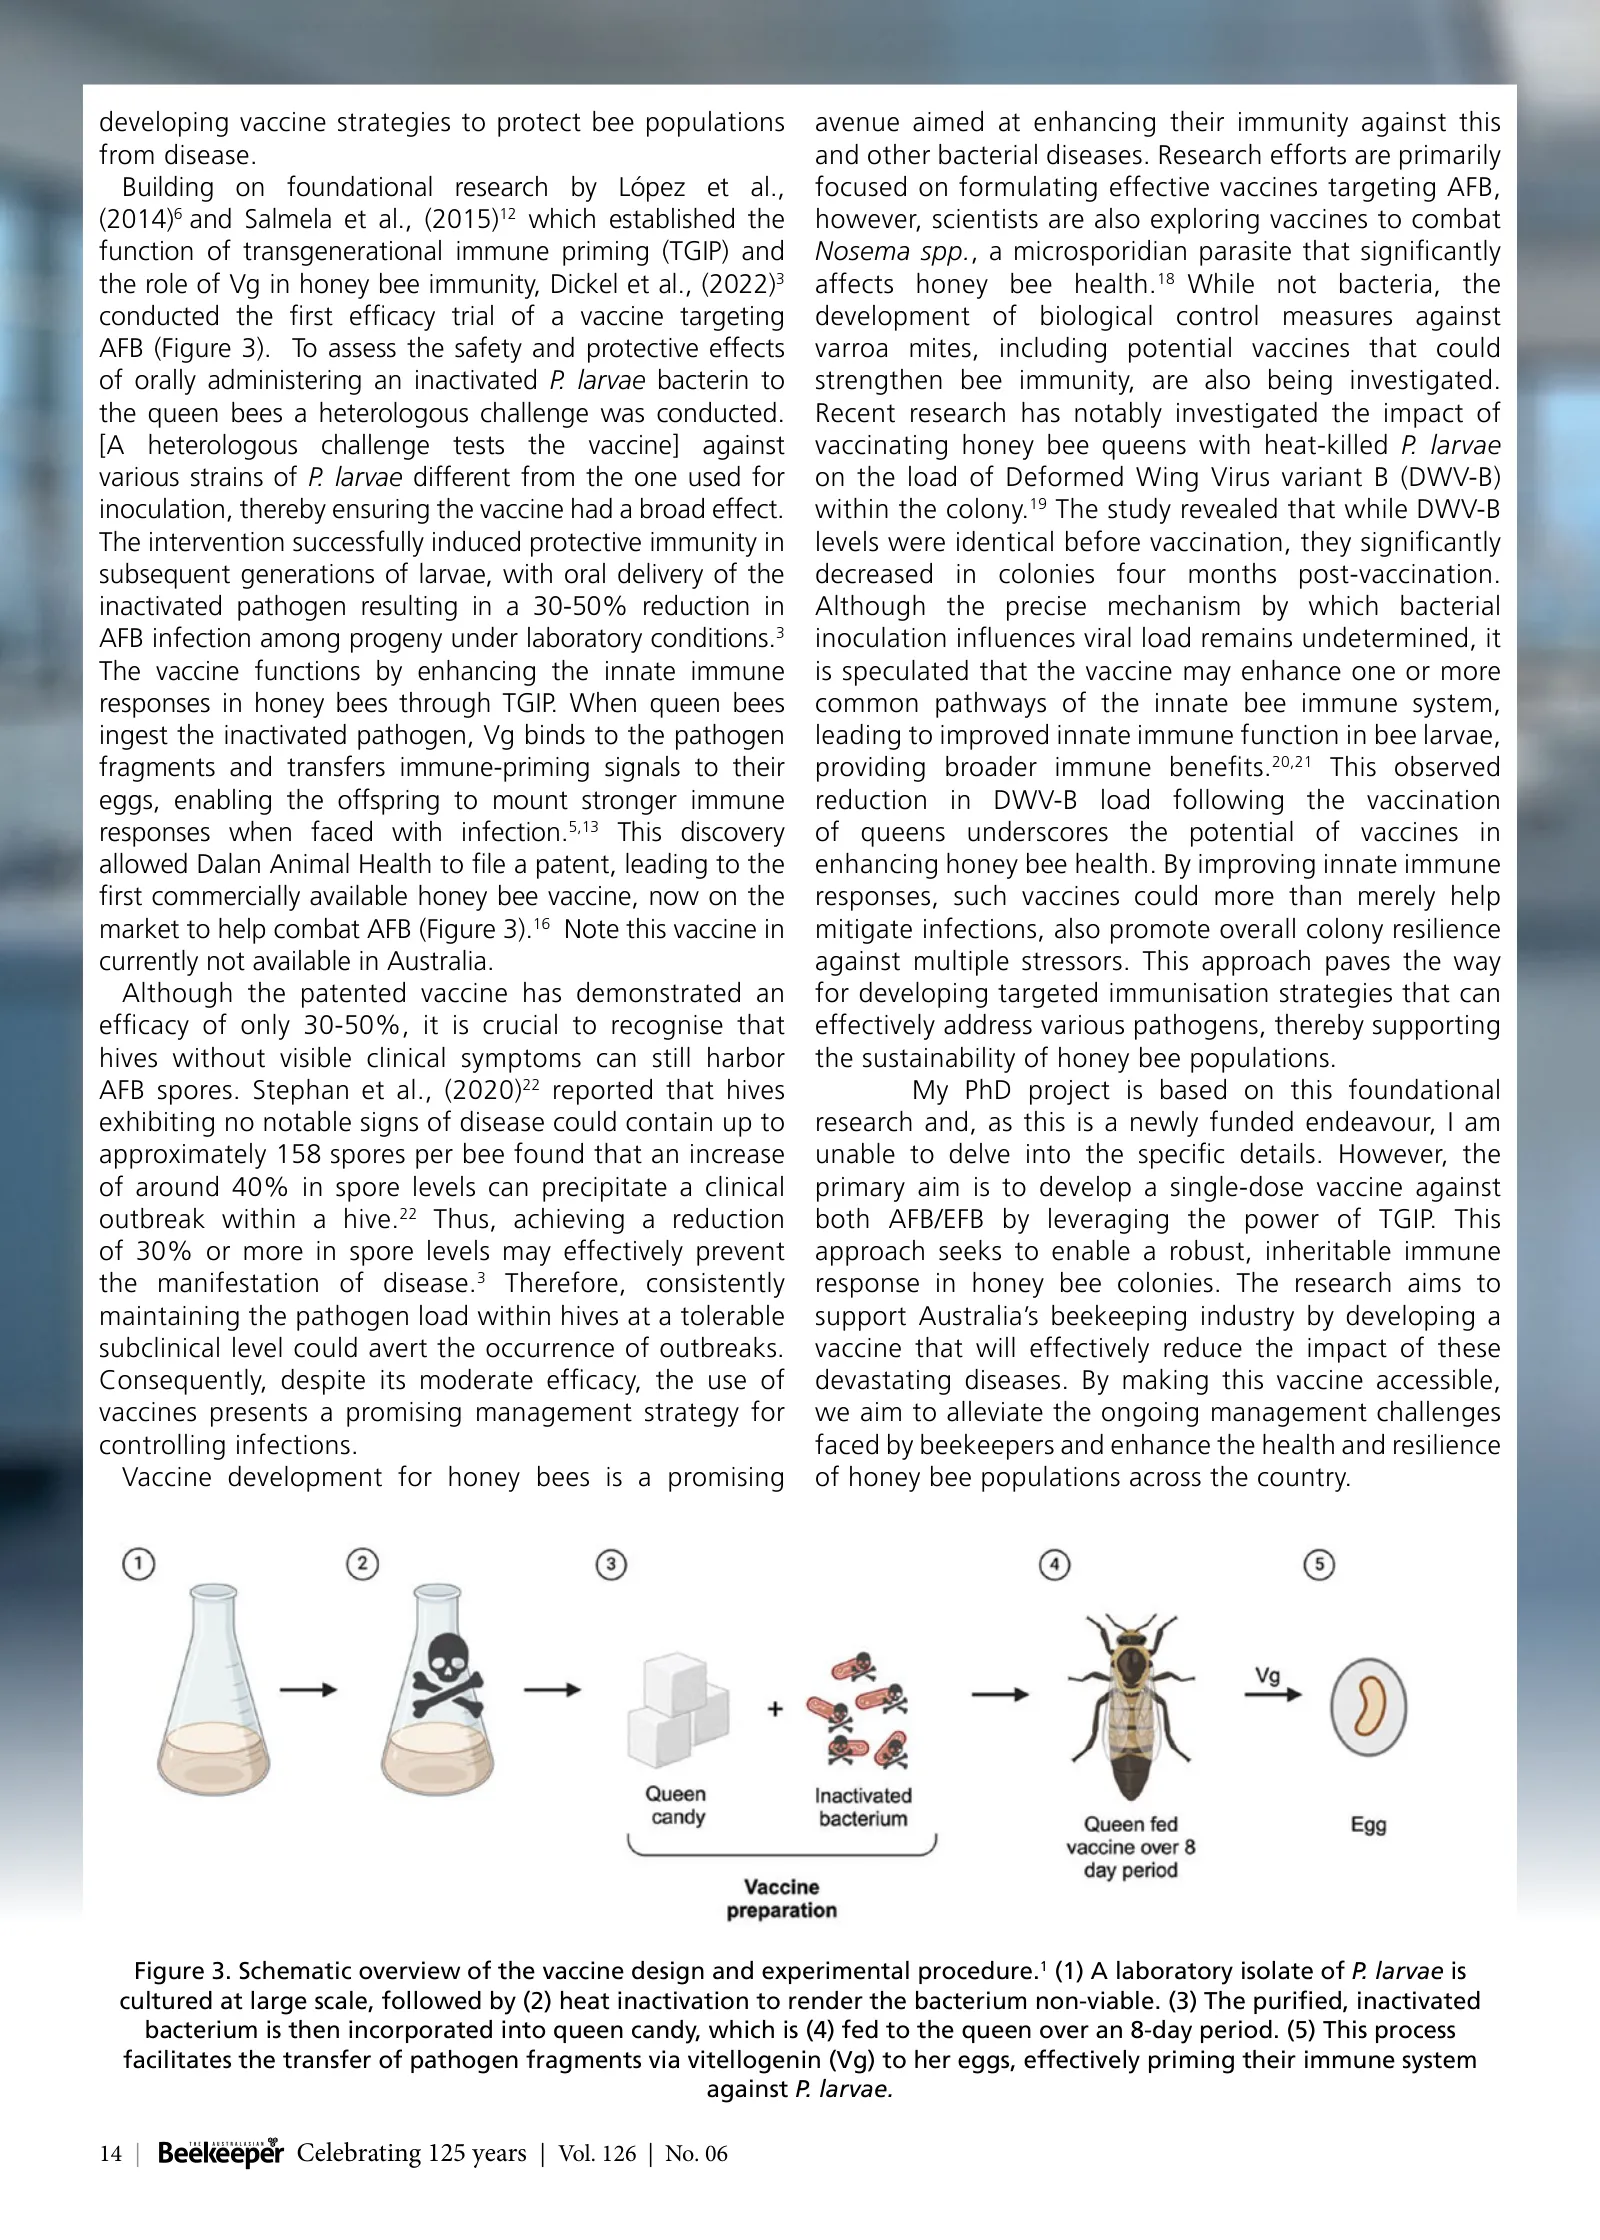 developing vaccine strategies to protect bee populations
from disease.
Building on foundational research by López et al.,
(2014)6 and Salmela et al., (2015)12 which established the
function of transgenerational immune priming (TGIP) and
the role of Vg in honey bee immunity, Dickel et al., (2022)3
conducted the first efficacy trial of a vaccine targeting
AFB (Figure 3). To assess the safety and protective effects
of orally administering an inactivated P. larvae bacterin to
the queen bees a heterologous challenge was conducted.
[A heterologous challenge tests the vaccine] against
various strains of P. larvae different from the one used for
inoculation, thereby ensuring the vaccine had a broad effect.
The intervention successfully induced protective immunity in
subsequent generations of larvae, with oral delivery of the
inactivated pathogen resulting in a 30-50% reduction in
AFB infection among progeny under laboratory conditions.3
The vaccine functions by enhancing the innate immune
responses in honey bees through TGIP. When queen bees
ingest the inactivated pathogen, Vg binds to the pathogen
fragments and transfers immune-priming signals to their
eggs, enabling the offspring to mount stronger immune
responses when faced with infection.5,13 This discovery
allowed Dalan Animal Health to file a patent, leading to the
first commercially available honey bee vaccine, now on the
market to help combat AFB (Figure 3).16 Note this vaccine in
currently not available in Australia.
Although the patented vaccine has demonstrated an
efficacy of only 30-50%, it is crucial to recognise that
hives without visible clinical symptoms can still harbor
AFB spores. Stephan et al., (2020)22 reported that hives
exhibiting no notable signs of disease could contain up to
approximately 158 spores per bee found that an increase
of around 40% in spore levels can precipitate a clinical
outbreak within a hive.22 Thus, achieving a reduction
of 30% or more in spore levels may effectively prevent
the manifestation of disease.3 Therefore, consistently
maintaining the pathogen load within hives at a tolerable
subclinical level could avert the occurrence of outbreaks.
Consequently, despite its moderate efficacy, the use of
vaccines presents a promising management strategy for
controlling infections.
Vaccine development for honey bees is a promising
avenue aimed at enhancing their immunity against this
and other bacterial diseases. Research efforts are primarily
focused on formulating effective vaccines targeting AFB,
however, scientists are also exploring vaccines to combat
Nosema spp., a microsporidian parasite that significantly
affects honey bee health.18 While not bacteria, the
development of biological control measures against
varroa mites, including potential vaccines that could
strengthen bee immunity, are also being investigated.
Recent research has notably investigated the impact of
vaccinating honey bee queens with heat-killed P. larvae
on the load of Deformed Wing Virus variant B (DWV-B)
within the colony.19 The study revealed that while DWV-B
levels were identical before vaccination, they significantly
decreased in colonies four months post-vaccination.
Although the precise mechanism by which bacterial
inoculation influences viral load remains undetermined, it
is speculated that the vaccine may enhance one or more
common pathways of the innate bee immune system,
leading to improved innate immune function in bee larvae,
providing broader immune benefits.20,21 This observed
reduction in DWV-B load following the vaccination
of queens underscores the potential of vaccines in
enhancing honey bee health. By improving innate immune
responses, such vaccines could more than merely help
mitigate infections, also promote overall colony resilience
against multiple stressors. This approach paves the way
for developing targeted immunisation strategies that can
effectively address various pathogens, thereby supporting
the sustainability of honey bee populations.
My PhD project is based on this foundational
research and, as this is a newly funded endeavour, I am
unable to delve into the specific details. However, the
primary aim is to develop a single-dose vaccine against
both AFB/EFB by leveraging the power of TGIP. This
approach seeks to enable a robust, inheritable immune
response in honey bee colonies. The research aims to
support Australia's beekeeping industry by developing a
vaccine that will effectively reduce the impact of these
devastating diseases. By making this vaccine accessible,
we aim to alleviate the ongoing management challenges
faced by beekeepers and enhance the health and resilience
of honey bee populations across the country.
1
2
3
4
5
+
Vg
Queen
candy
Inactivated
bacterium
Vaccine
preparation
Queen fed
vaccine over 8
day period
Egg
Figure 3. Schematic overview of the vaccine design and experimental procedure.1 (1) A laboratory isolate of P. larvae is
cultured at large scale, followed by (2) heat inactivation to render the bacterium non-viable. (3) The purified, inactivated
bacterium is then incorporated into queen candy, which is (4) fed to the queen over an 8-day period. (5) This process
facilitates the transfer of pathogen fragments via vitellogenin (Vg) to her eggs, effectively priming their immune system
against P. larvae.
14 | THE AUSTRALASIAN Beekeeper Celebrating 125 years | Vol. 126 | No. 06